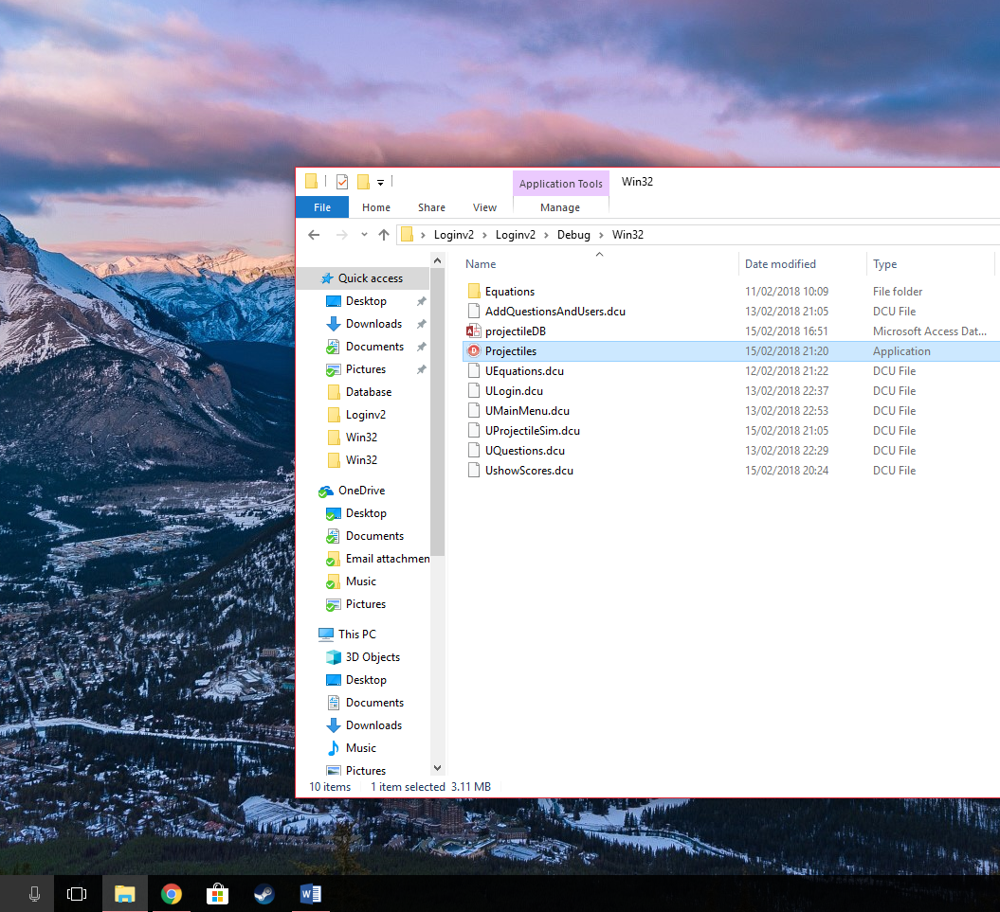 Application Tools Win32
File Home Share View Manage
Loginv2 Loginv2 Debug Win32
Name Date modified Type
Quick access
Desktop
Downloads
Documents
Pictures
Database
Loginv2
Win32
Win32
OneDrive
Desktop
Documents
Email attachmen
Music
Pictures
This PC
3D Objects
Desktop
Documents
Downloads
Music
Pictures
Equations 11/02/2018 10:09 File folder
AddQuestionsAndUsers.dcu 13/02/2018 21:05 DCU File
projectileDB 15/02/2018 16:51 Microsoft Access Dat...
Projectiles 15/02/2018 21:20 Application
UEquations.dcu 12/02/2018 21:22 DCU File
ULogin.dcu 13/02/2018 22:37 DCU File
UMainMenu.dcu 13/02/2018 22:53 DCU File
UProjectileSim.dcu 15/02/2018 21:05 DCU File
UQuestions.dcu 13/02/2018 22:29 DCU File
UshowScores.dcu 15/02/2018 20:24 DCU File
10 items 1 item selected 3.11 MB